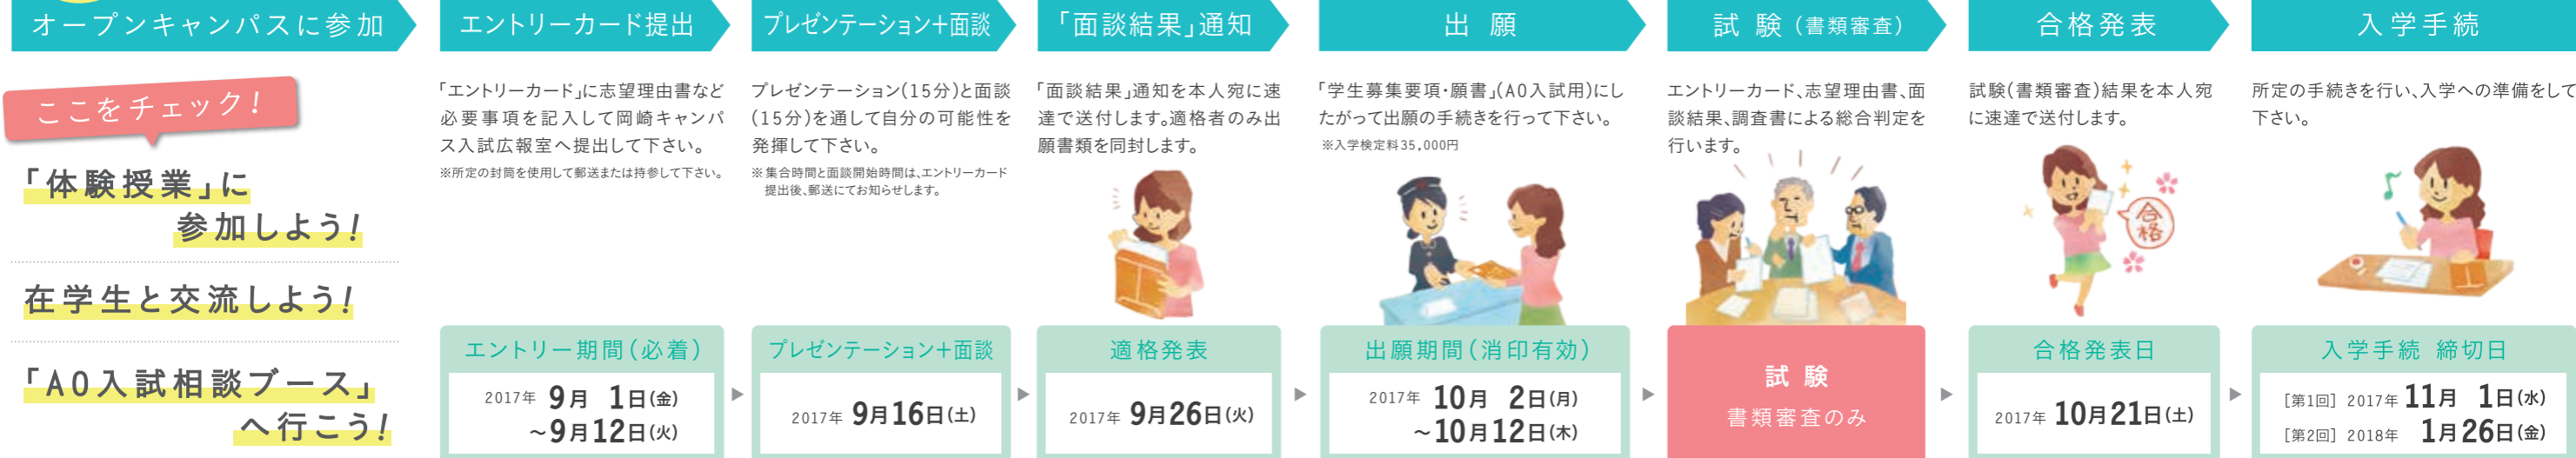 オープンキャンパスに参加
ここをチェック!
「体験授業」に
参加しよう!
在学生と交流しよう!
「AO入試相談ブース」
へ行こう!
エントリーカード提出
「エントリーカード」に志望理由書など
必要事項を記入して岡崎キャンパ
ス入試広報室へ提出して下さい。
※所定の封筒を使用して郵送または持参して下さい。
エントリー期間(必着)
2017年 9月 1日(金)
～9月12日(火)
プレゼンテーション+面談
プレゼンテーション(15分)と面談
(15分)を通して自分の可能性を
発揮して下さい。
※集合時間と面談開始時間は、エントリーカード
提出後、郵送にてお知らせします。
プレゼンテーション+面談
2017年 9月16日(土)
「面談結果」通知
「面談結果」通知を本人宛に速
達で送付します。適格者のみ出
願書類を同封します。
適格発表
2017年 9月26日(火)
出 願
「学生募集要項・願書」(AO入試用)にし
たがって出願の手続きを行って下さい。
※入学検定料35,000円
出願期間(消印有効)
2017年 10月 2日(月)
～10月12日(木)
試 験(書類審査)
エントリーカード、志望理由書、面
談結果、調査書による総合判定を
行います。
試 験
書類審査のみ
合格発表
試験(書類審査)結果を本人宛
に速達で送付します。
合
格
合格発表日
2017年 10月21日(土)
入学手続
所定の手続きを行い、入学への準備をして
下さい。
入学手続 締切日
[第1回] 2017年 11月 1日(水)
[第2回] 2018年 1月26日(金)